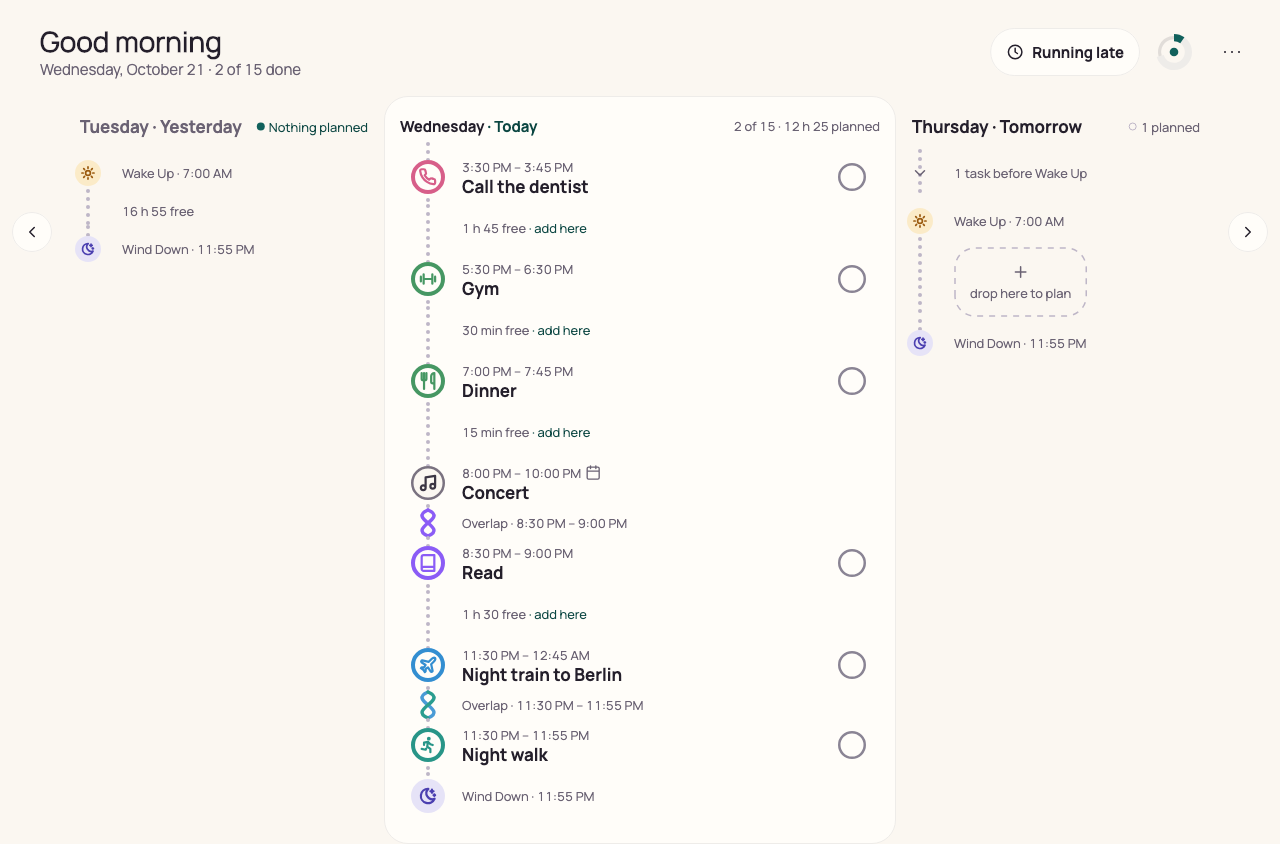 Good morning
Wednesday, October 21 · 2 of 15 done
Running late
Tuesday · Yesterday
Nothing planned
Wake Up · 7:00 AM
16 h 55 free
Wind Down · 11:55 PM
Wednesday · Today
2 of 15 · 12 h 25 planned
3:30 PM – 3:45 PM
Call the dentist
1 h 45 free · add here
5:30 PM – 6:30 PM
Gym
30 min free · add here
7:00 PM – 7:45 PM
Dinner
15 min free · add here
8:00 PM – 10:00 PM
Concert
Overlap · 8:30 PM – 9:00 PM
8:30 PM – 9:00 PM
Read
1 h 30 free · add here
11:30 PM – 12:45 AM
Night train to Berlin
Overlap · 11:30 PM – 11:55 PM
11:30 PM – 11:55 PM
Night walk
Wind Down · 11:55 PM
Thursday · Tomorrow
1 planned
1 task before Wake Up
Wake Up · 7:00 AM
drop here to plan
Wind Down · 11:55 PM